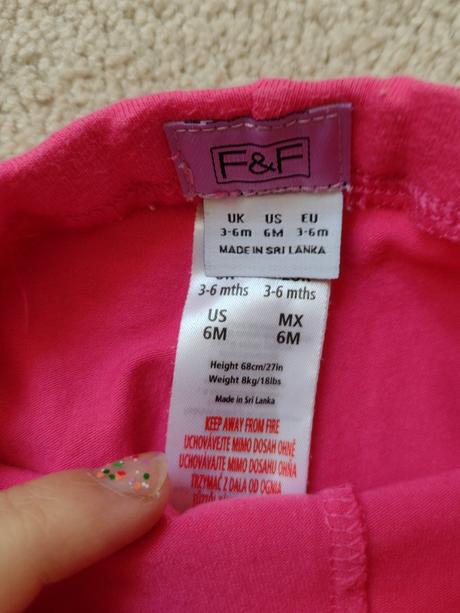 F&F
UK US EU
3-6m 6M 3-6m
MADE IN SRI LANKA
3-6 mths 3-6 mths
US MX
6M 6M
Height 68cm/27in
Weight 8kg/18lbs
Made in Sri Lanka
KEEP AWAY FROM FIRE
UCHOVÁVEJTE MIMO DOSAH OHNĚ
UCHOVÁVAJTE MIMO DOSAHU OHŇA
TRZYMAĆ Z DALA OD OGNIA